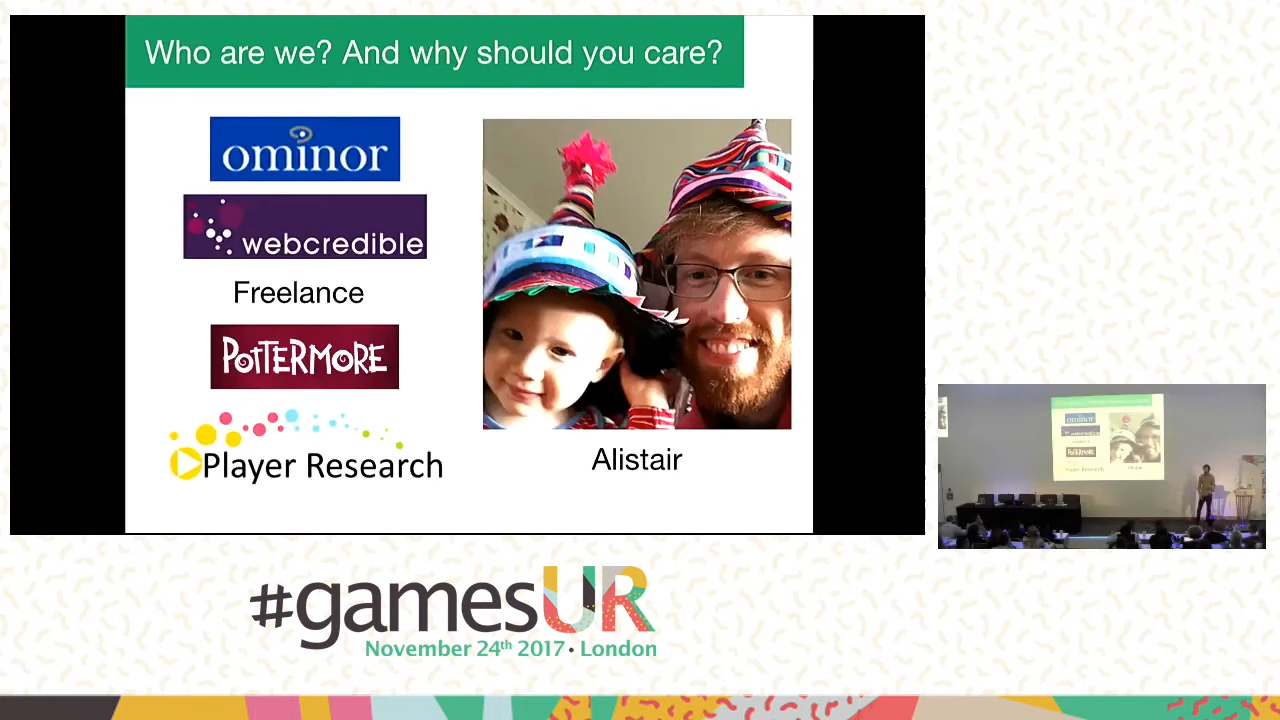 Who are we? And why should you care?
ominor
webcredible
Freelance
POTTERMORE
Player Research
Alistair
#gamesUR
November 24th 2017 • London